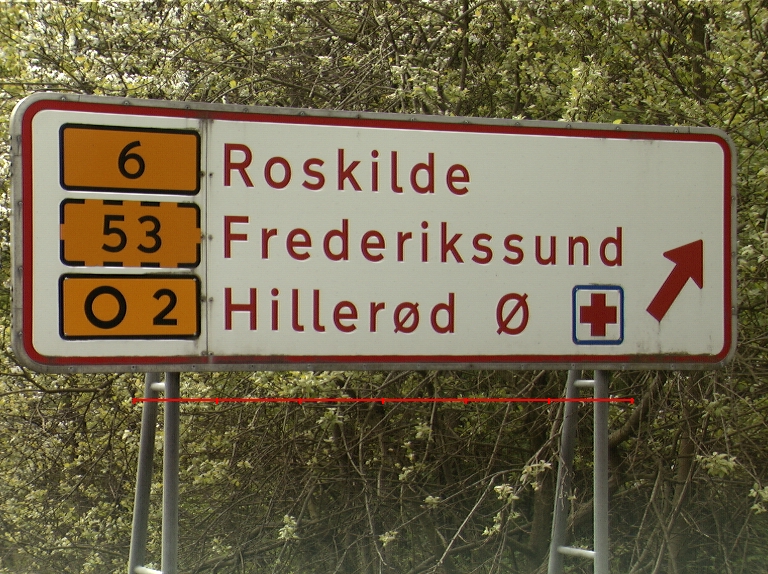 6 Roskilde
53 Frederikssund
O 2 Hillerød Ø